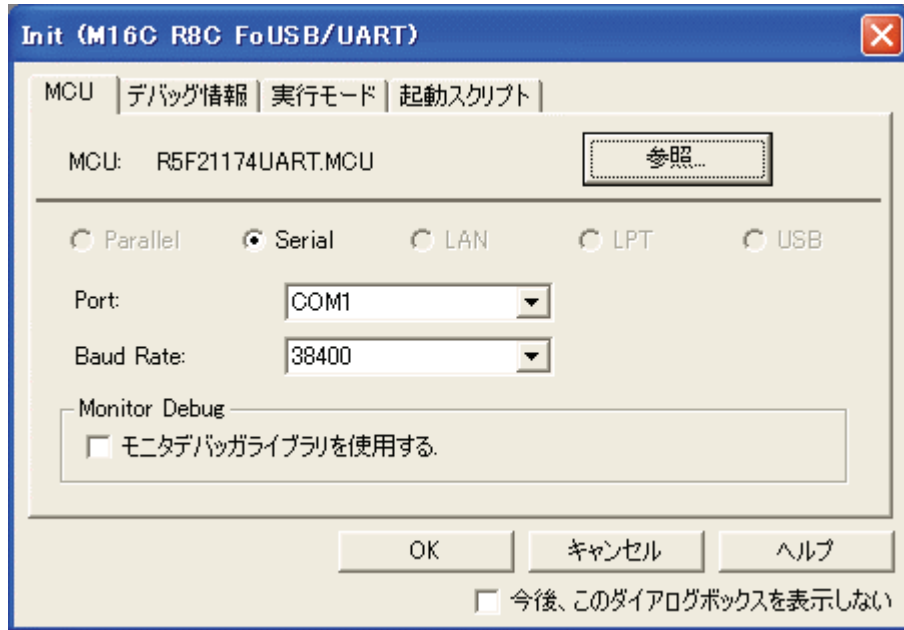 Init (M16C R8C FoUSB/UART)
MCU デバッグ情報 実行モード 起動スクリプト
MCU: R5F21174UART.MCU 参照...
Parallel Serial LAN LPT USB
Port: COM1
Baud Rate: 38400
Monitor Debug
モニタデバッガライブラリを使用する.
OK キャンセル ヘルプ
今後、このダイアログボックスを表示しない